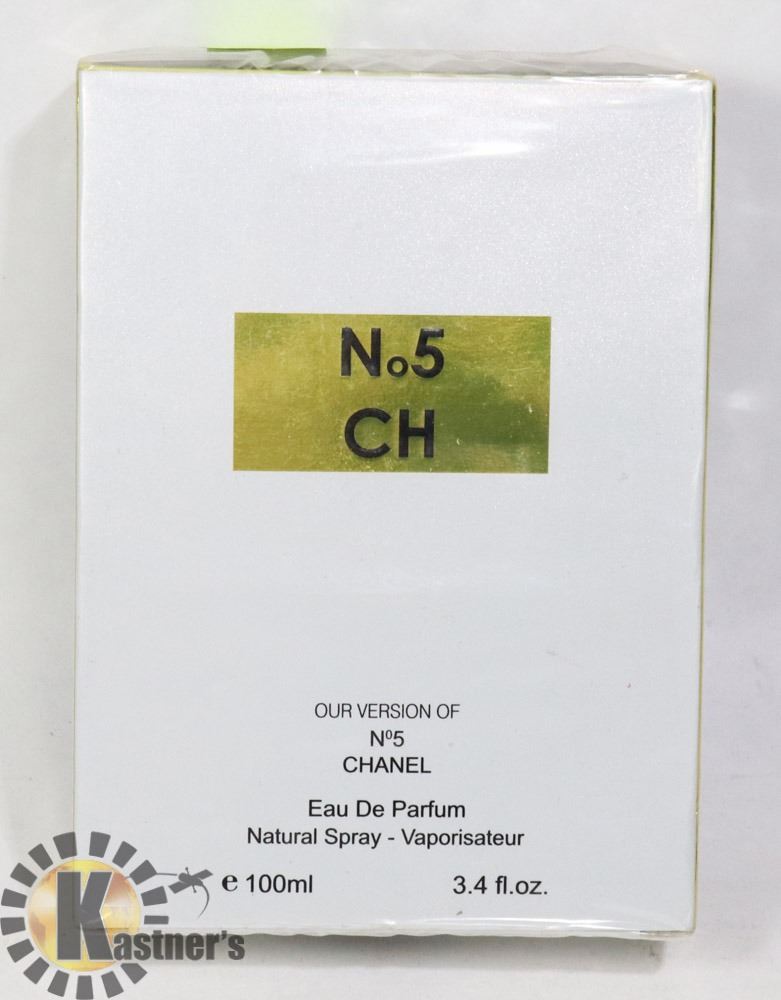 No5
CH
OUR VERSION OF
Nº5
CHANEL
Eau De Parfum
Natural Spray - Vaporisateur
℮ 100ml 3.4 fl.oz.
Kastner's